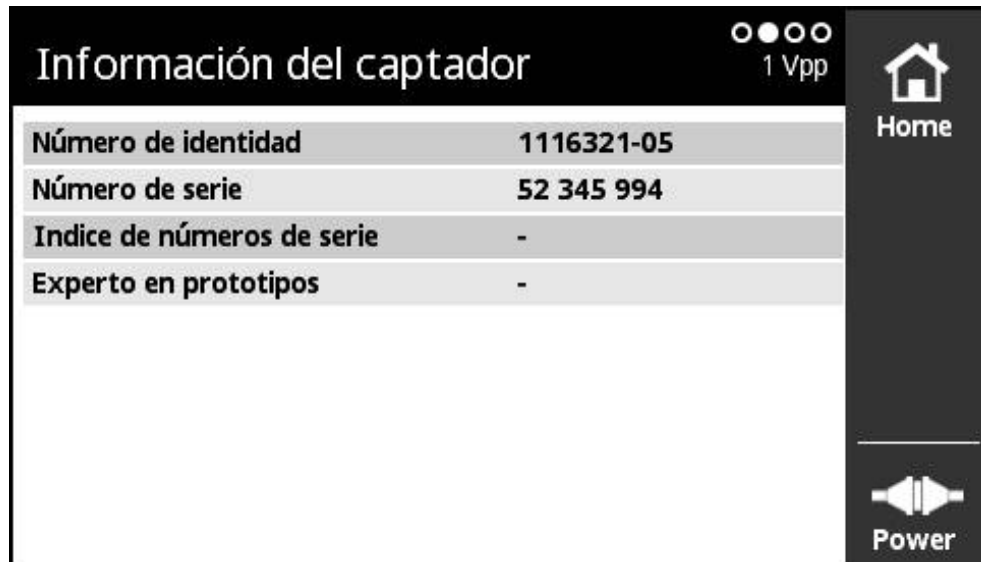 Información del captador
1 Vpp
Home
Número de identidad 1116321-05
Número de serie 52 345 994
Indice de números de serie -
Experto en prototipos -
Power